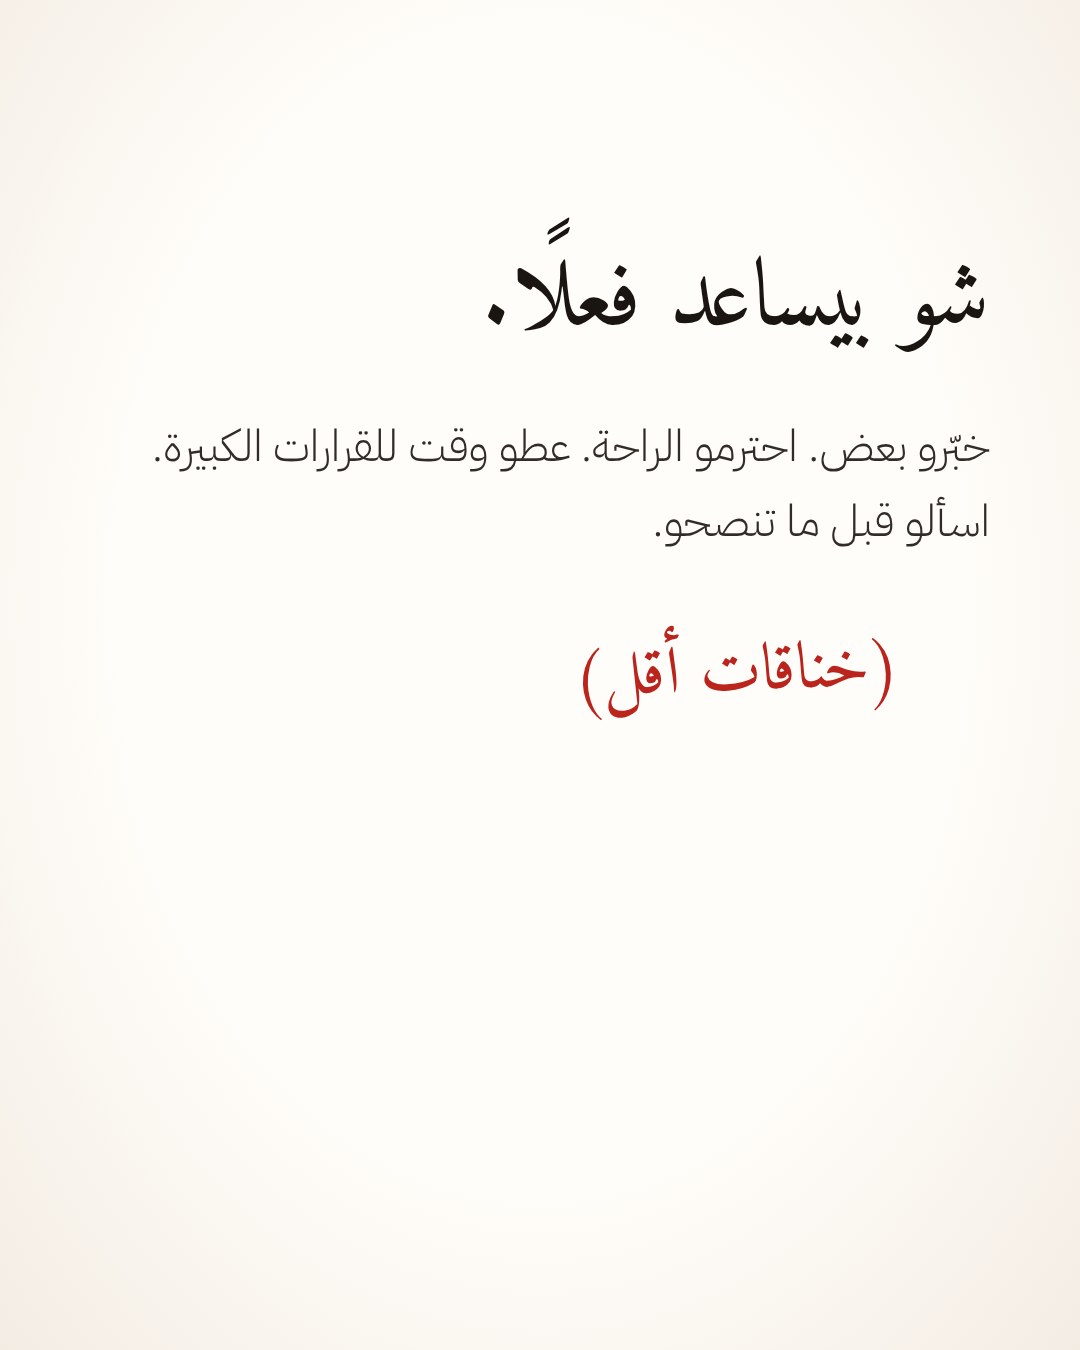 شو بيساعد فعلًا.
خبّرو بعض. احترمو الراحة. عطو وقت للقرارات الكبيرة.
اسألو قبل ما تنصحو.
(خناقات أقل)